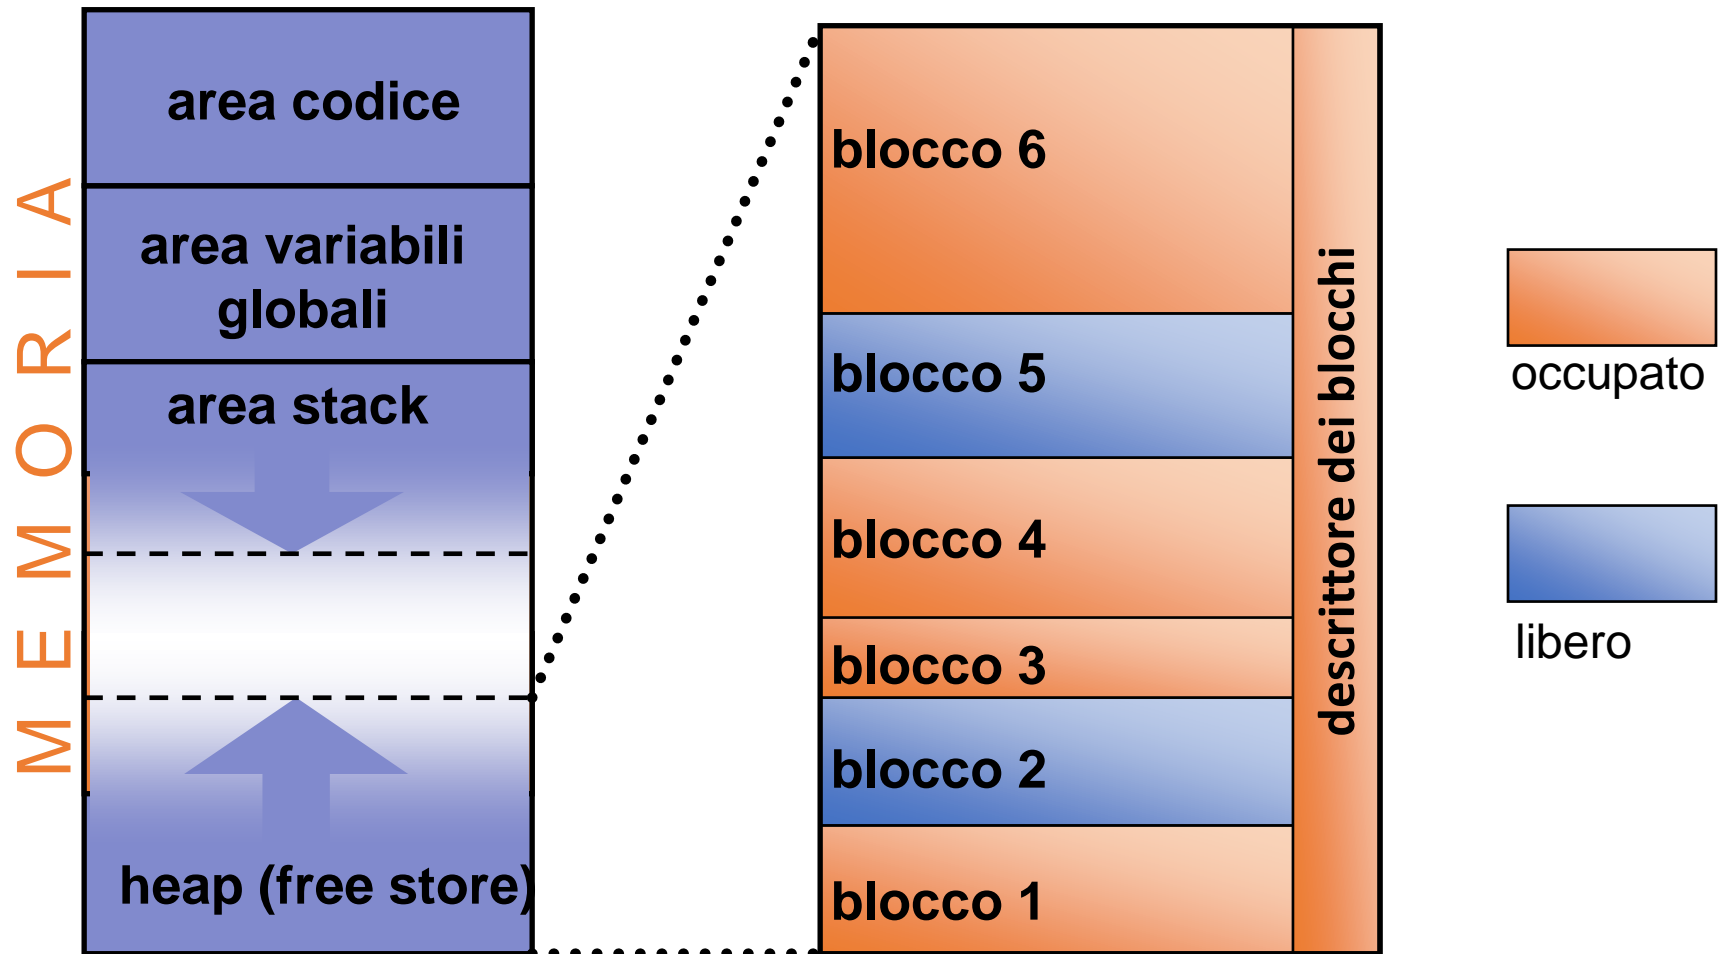 MEMORIA
area codice
area variabili
globali
area stack
heap (free store)
blocco 6
blocco 5
blocco 4
blocco 3
blocco 2
blocco 1
descrittore dei blocchi
occupato
libero